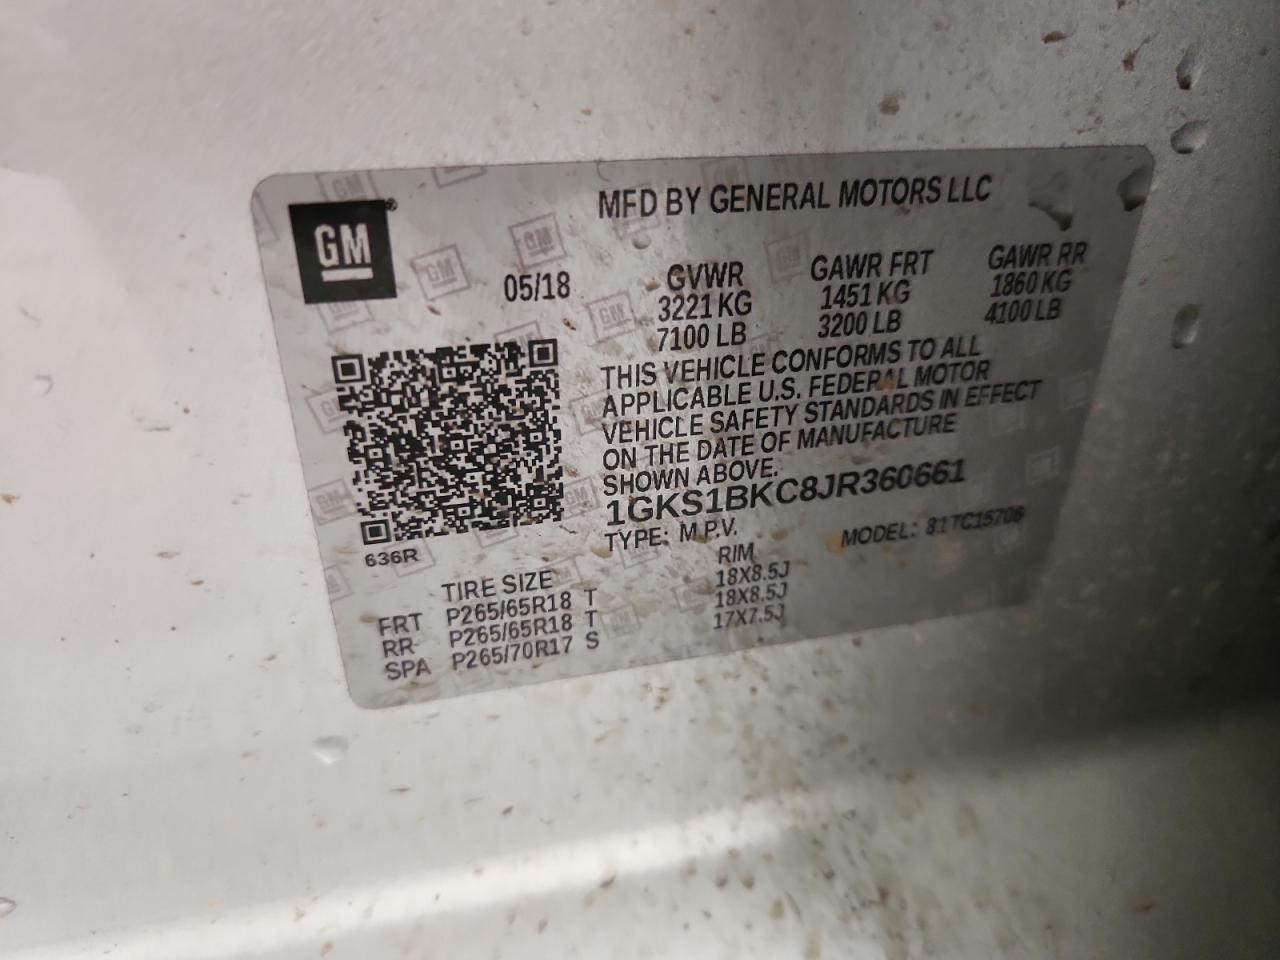 GM
MFD BY GENERAL MOTORS LLC
05/18
GVWR GAWR FRT GAWR RR
3221 KG 1451 KG 1860 KG
7100 LB 3200 LB 4100 LB
THIS VEHICLE CONFORMS TO ALL
APPLICABLE U.S. FEDERAL MOTOR
VEHICLE SAFETY STANDARDS IN EFFECT
ON THE DATE OF MANUFACTURE
SHOWN ABOVE.
1GKS1BKC8JR360661
TYPE: M.P.V. MODEL: 81TC15706
636R
TIRE SIZE RIM
FRT P265/65R18 T 18X8.5J
RR P265/65R18 T 18X8.5J
SPA P265/70R17 S 17X7.5J